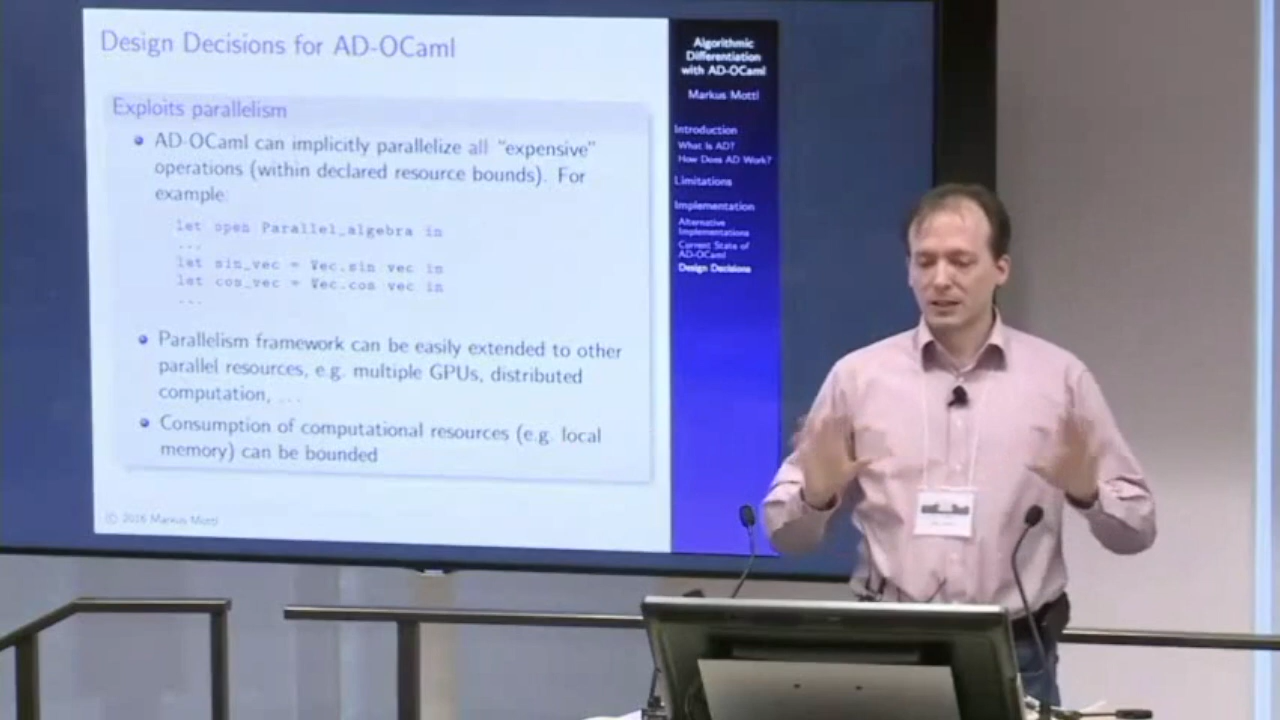 Design Decisions for AD-OCaml
Exploits parallelism
AD-OCaml can implicitly parallelize all "expensive"
operations (within declared resource bounds). For
example:
let open Parallel_algebra in
...
let sin_vec = Vec.sin vec in
let cos_vec = Vec.cos vec in
...
Parallelism framework can be easily extended to other
parallel resources, e.g. multiple GPUs, distributed
computation, ...
Consumption of computational resources (e.g. local
memory) can be bounded
© 2016 Markus Mottl
Algorithmic
Differentiation
with AD-OCaml
Markus Mottl
Introduction
What Is AD?
How Does AD Work?
Limitations
Implementation
Alternative
Implementations
Current State of
AD-OCaml
Design Decisions